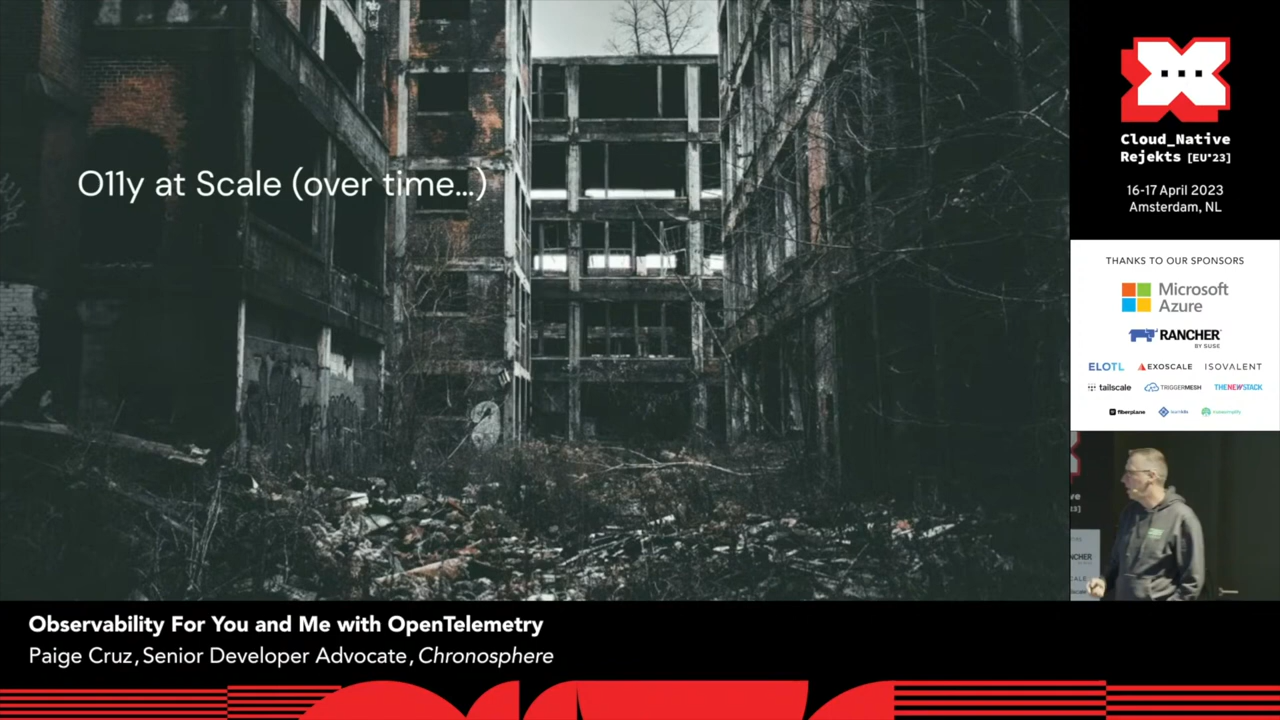 O11y at Scale (over time...)
Cloud_Native
Rejekts [EU'23]
16-17 April 2023
Amsterdam, NL
THANKS TO OUR SPONSORS
Microsoft
Azure
RANCHER
BY SUSE
ELOTL
EXOSCALE
ISOVALENT
tailscale
TRIGGERMESH
THENEWSTACK
fiberplane
Observability For You and Me with OpenTelemetry
Paige Cruz, Senior Developer Advocate, Chronosphere